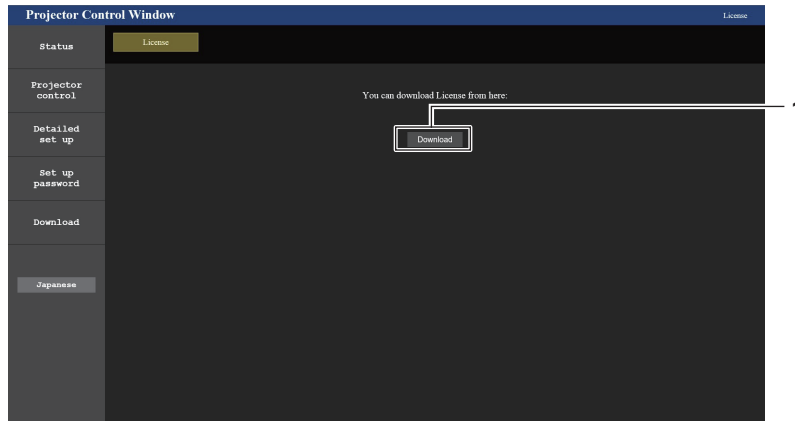 Projector Control Window
License
Status
License
Projector
control
You can download License from here:
Download
Detailed
set up
Set up
password
Download
Japanese